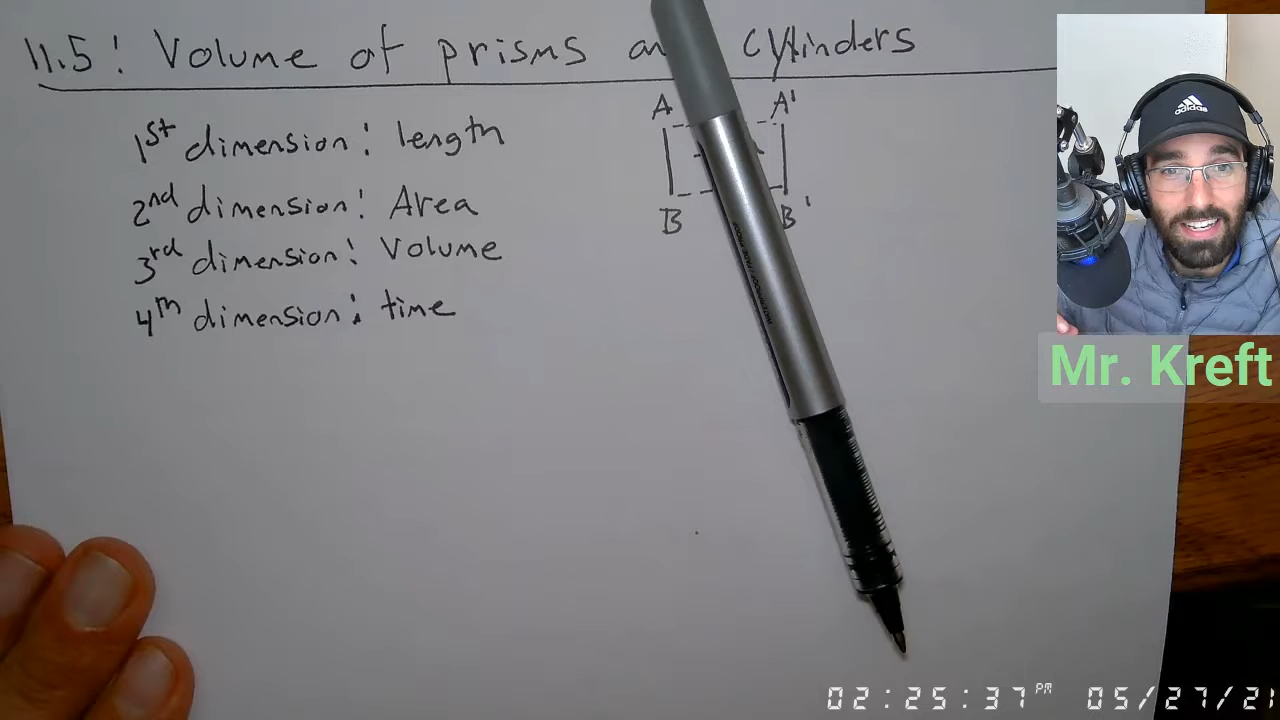 11.5: Volume of prisms an cylinders
1st dimension: length
2nd dimension: Area
3rd dimension: Volume
4th dimension: time
A A'
B B'
adidas
Mr. Kreft
02:25:37 PM 05/27/21